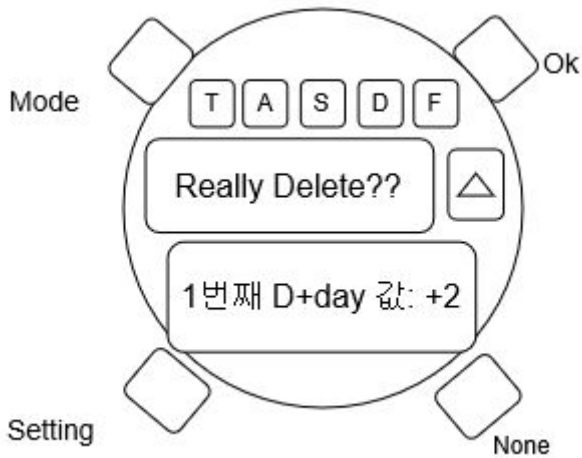 Ok
Mode
T A S D F
Really Delete??
1번째 D+day 값: +2
Setting
None